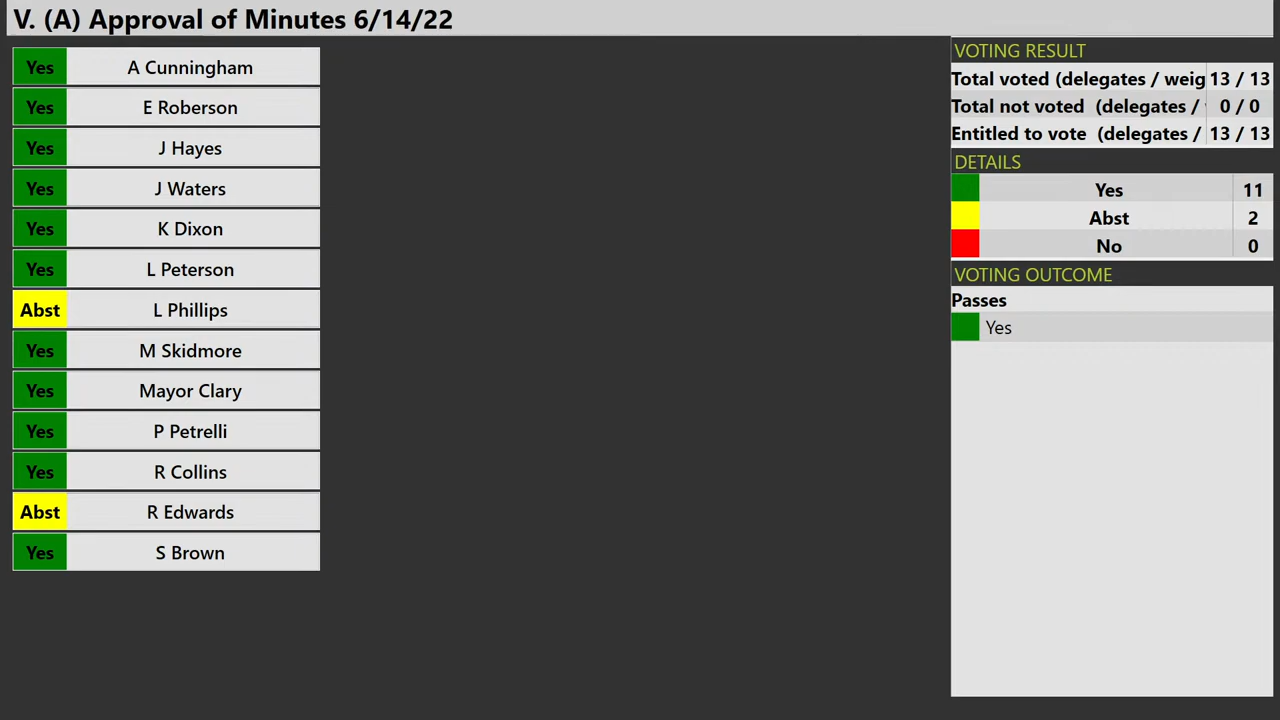 V. (A) Approval of Minutes 6/14/22
Yes A Cunningham
Yes E Roberson
Yes J Hayes
Yes J Waters
Yes K Dixon
Yes L Peterson
Abst L Phillips
Yes M Skidmore
Yes Mayor Clary
Yes P Petrelli
Yes R Collins
Abst R Edwards
Yes S Brown
VOTING RESULT
Total voted (delegates / weig 13 / 13
Total not voted (delegates / 0 / 0
Entitled to vote (delegates / 13 / 13
DETAILS
Yes 11
Abst 2
No 0
VOTING OUTCOME
Passes
Yes